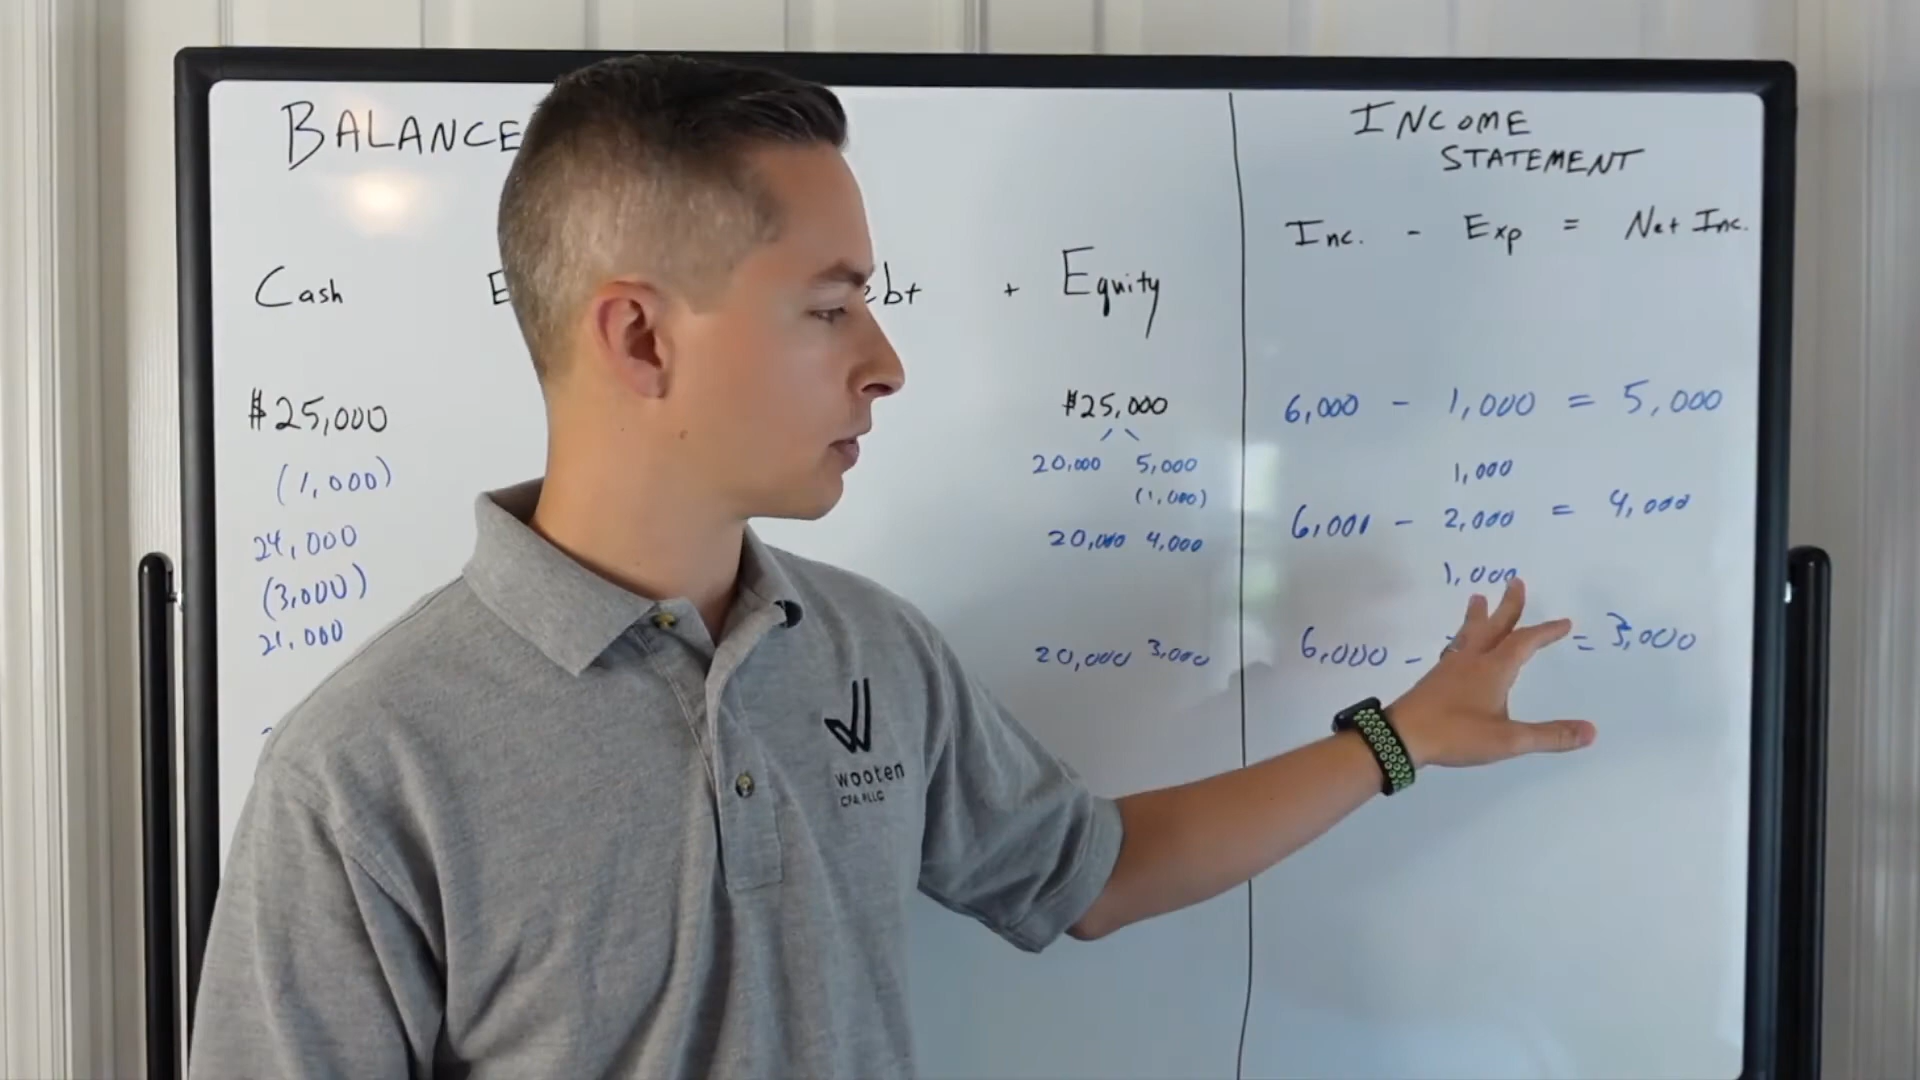 BALANCE
Cash
+ Equity
$25,000
(1,000)
24,000
(3,000)
21,000
$25,000
20,000 5,000
(1,000)
20,000 4,000
20,000 3,000
INCOME
STATEMENT
Inc. - Exp = Net Inc.
6,000 - 1,000 = 5,000
1,000
6,000 - 2,000 = 4,000
1,000
6,000 - = 3,000
wooten
CPA, PLLC